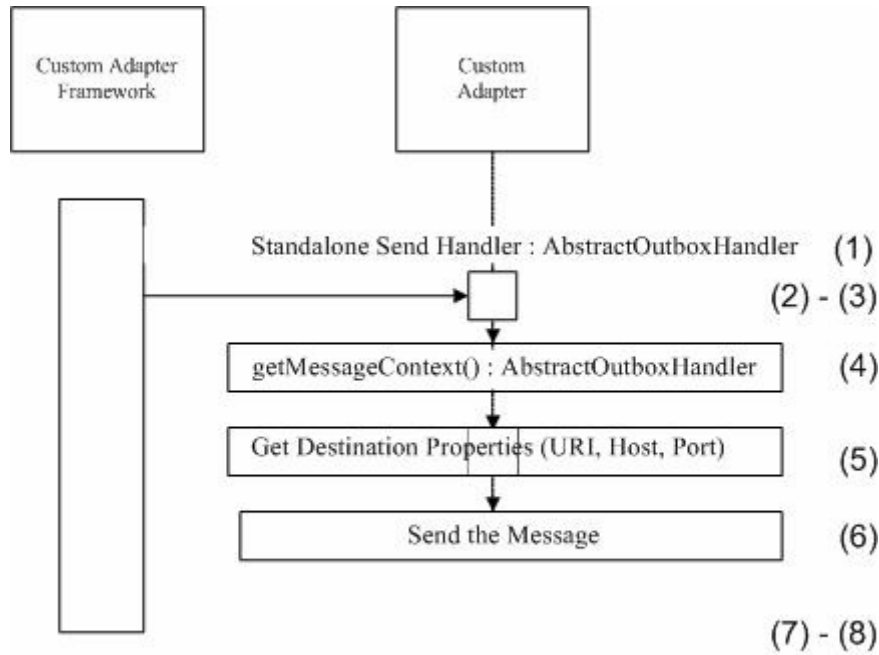 Custom Adapter
Framework
Custom
Adapter
Standalone Send Handler : AbstractOutboxHandler (1)
(2) - (3)
getMessageContext() : AbstractOutboxHandler (4)
Get Destination Properties (URI, Host, Port) (5)
Send the Message (6)
(7) - (8)